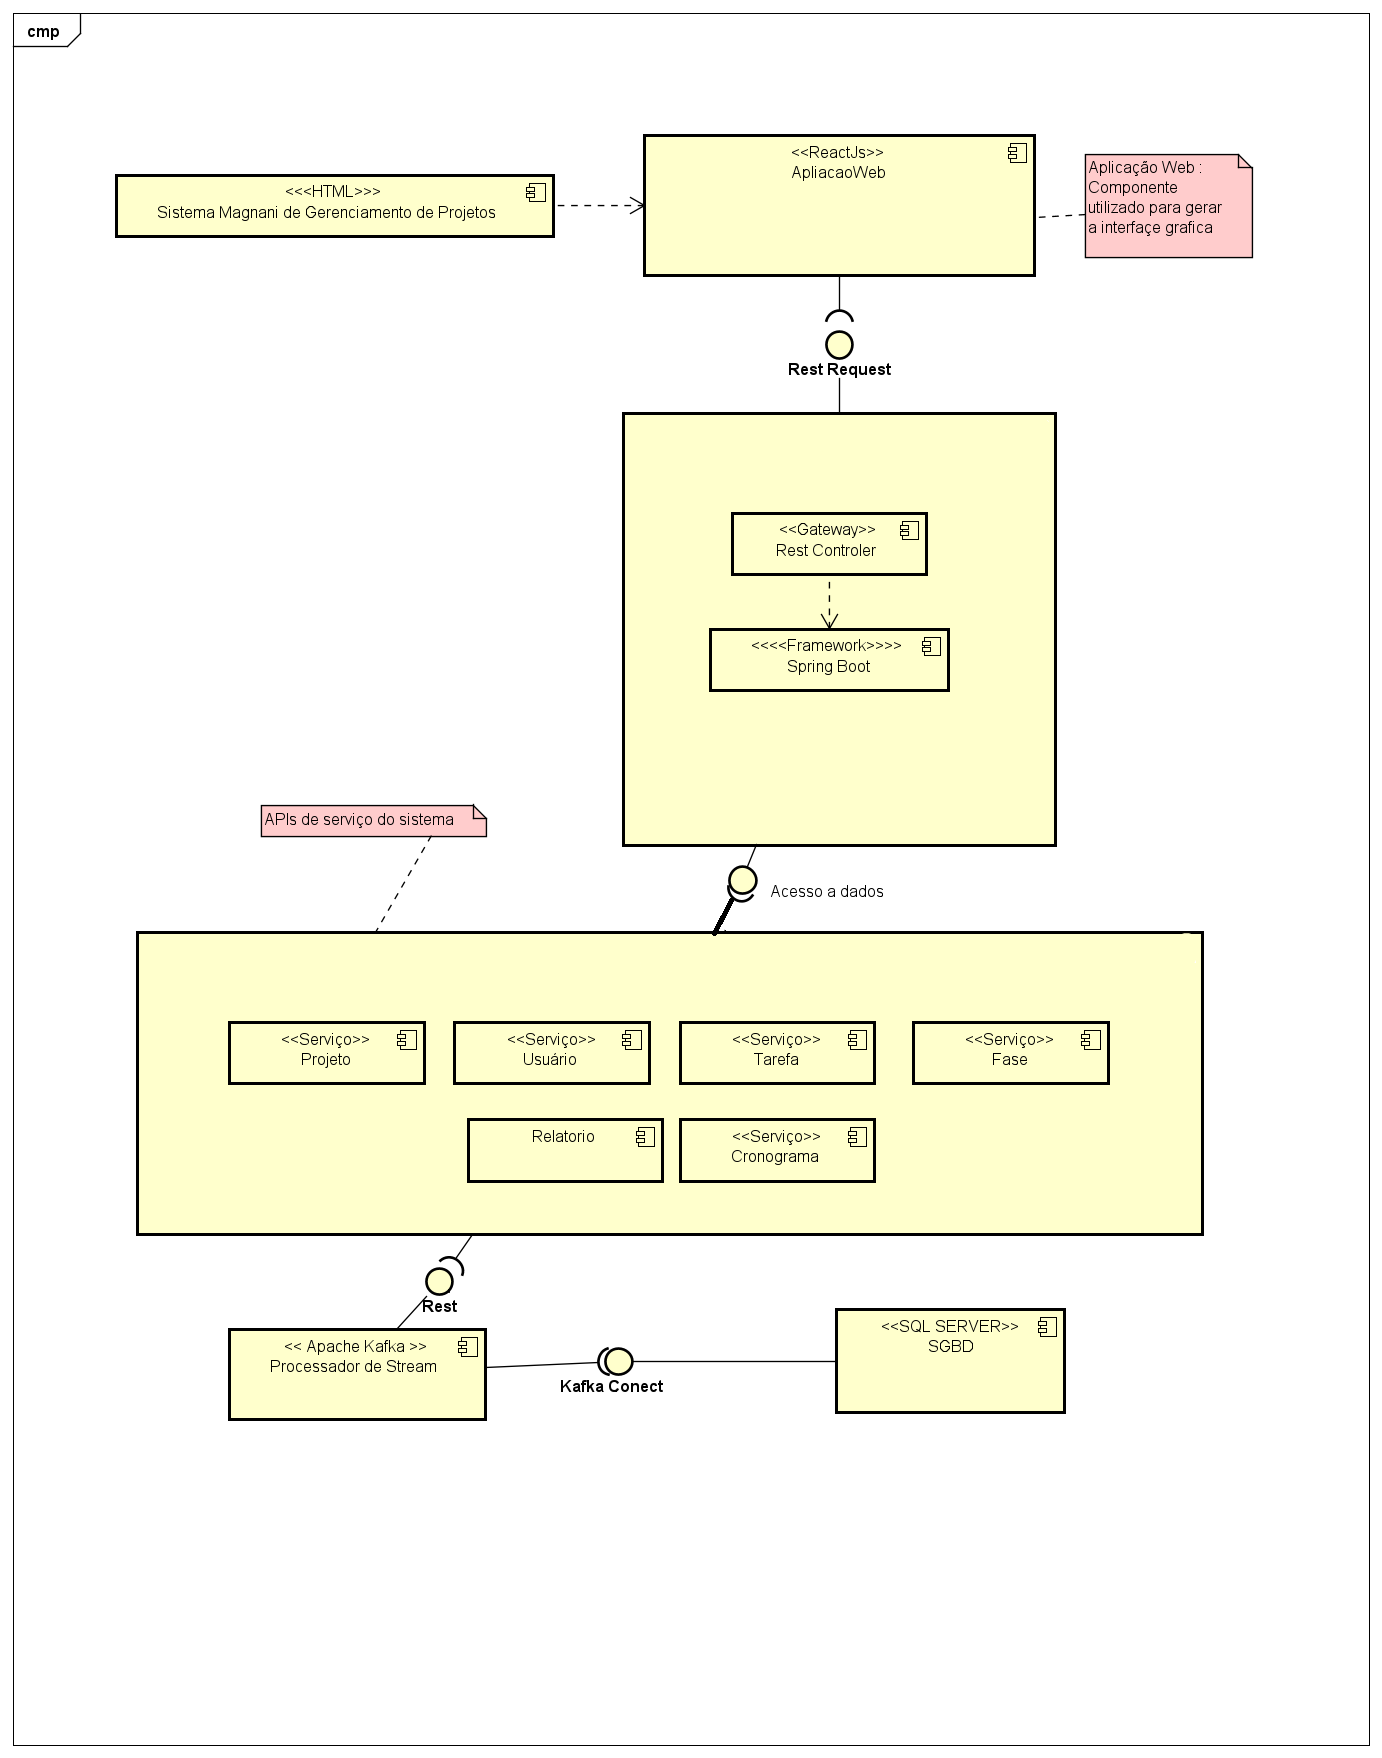 cmp
<<ReactJs>>
ApliacaoWeb
Aplicação Web :
Componente
utilizado para gerar
a interfaçe grafica
<<<HTML>>>
Sistema Magnani de Gerenciamento de Projetos
Rest Request
<<Gateway>>
Rest Controler
<<<<Framework>>>>
Spring Boot
APIs de serviço do sistema
Acesso a dados
<<Serviço>>
Projeto
<<Serviço>>
Usuário
<<Serviço>>
Tarefa
<<Serviço>>
Fase
Relatorio
<<Serviço>>
Cronograma
Rest
<< Apache Kafka >>
Processador de Stream
Kafka Conect
<<SQL SERVER>>
SGBD